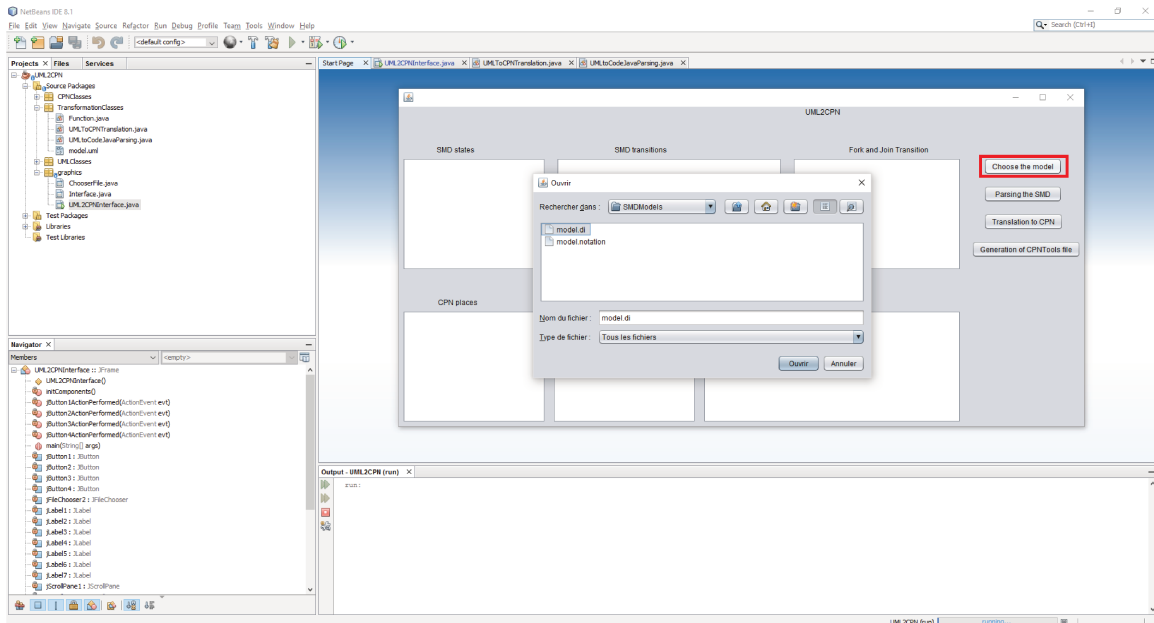 NetBeans IDE 8.1
File Edit View Navigate Source Refactor Run Debug Profile Team Tools Window Help
Search (Ctrl+I)
<default config>
Projects Files Services
UML2CPN
Source Packages
CPNClasses
TransformationClasses
Function.java
UMLToCPNTranslation.java
UMLtoCodeJavaParsing.java
model.uml
UMLClasses
graphics
ChooserFile.java
Interface.java
UML2CPNInterface.java
Test Packages
Libraries
Test Libraries
Navigator
Members <empty>
UML2CPNInterface :: JFrame
UML2CPNInterface()
initComponents()
jButton1ActionPerformed(ActionEvent evt)
jButton2ActionPerformed(ActionEvent evt)
jButton3ActionPerformed(ActionEvent evt)
jButton4ActionPerformed(ActionEvent evt)
main(String[] args)
jButton1 : JButton
jButton2 : JButton
jButton3 : JButton
jButton4 : JButton
jFileChooser2 : JFileChooser
jLabel1 : JLabel
jLabel2 : JLabel
jLabel3 : JLabel
jLabel4 : JLabel
jLabel5 : JLabel
jLabel6 : JLabel
jLabel7 : JLabel
jScrollPane1 : JScrollPane
Start Page UML2CPNInterface.java UMLToCPNTranslation.java UMLtoCodeJavaParsing.java
UML2CPN
SMD states SMD transitions Fork and Join Transition
Choose the model
Parsing the SMD
Translation to CPN
Generation of CPNTools file
CPN places
Ouvrir
Rechercher dans : SMDModels
model.di
model.notation
Nom du fichier : model.di
Type de fichier : Tous les fichiers
Ouvrir Annuler
Output - UML2CPN (run)
run:
UML2CPN (run) running...